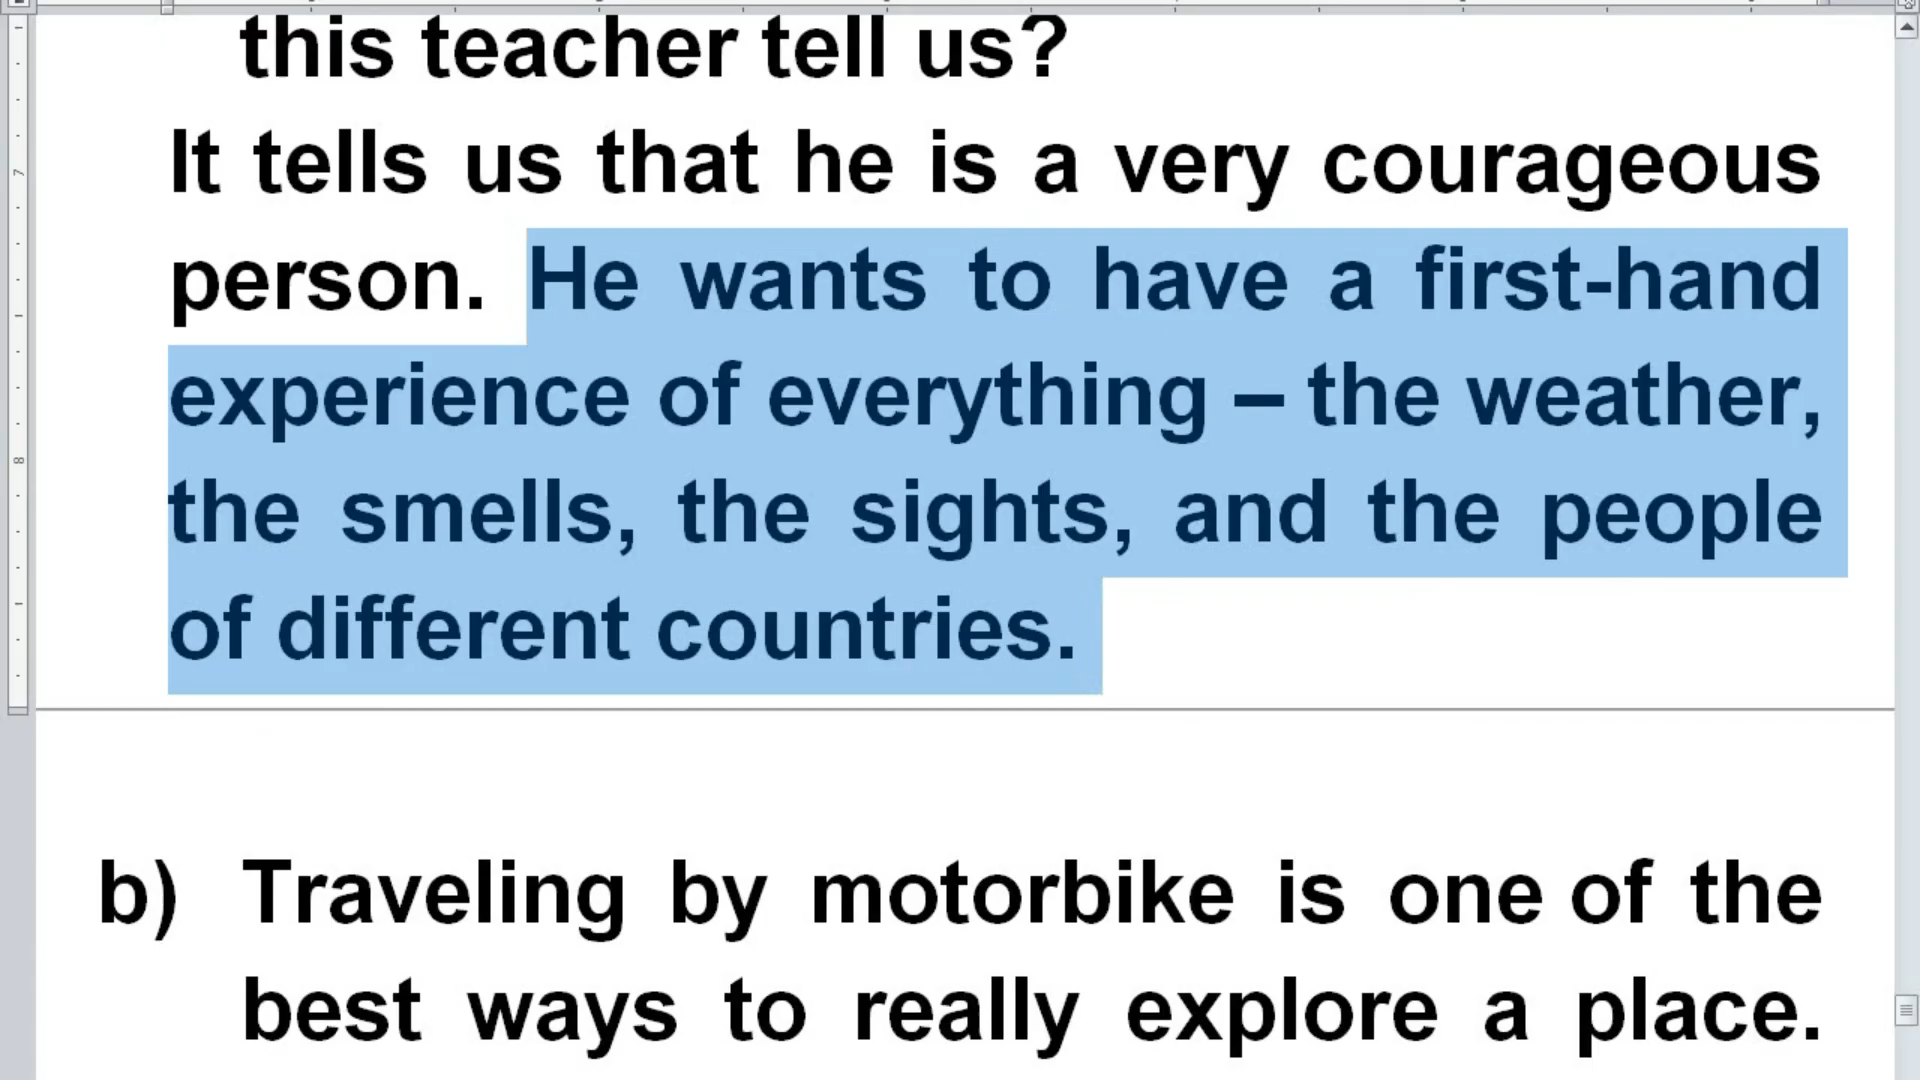 this teacher tell us?
It tells us that he is a very courageous
person. He wants to have a first-hand
experience of everything – the weather,
the smells, the sights, and the people
of different countries.
b) Traveling by motorbike is one of the
best ways to really explore a place.
7
8